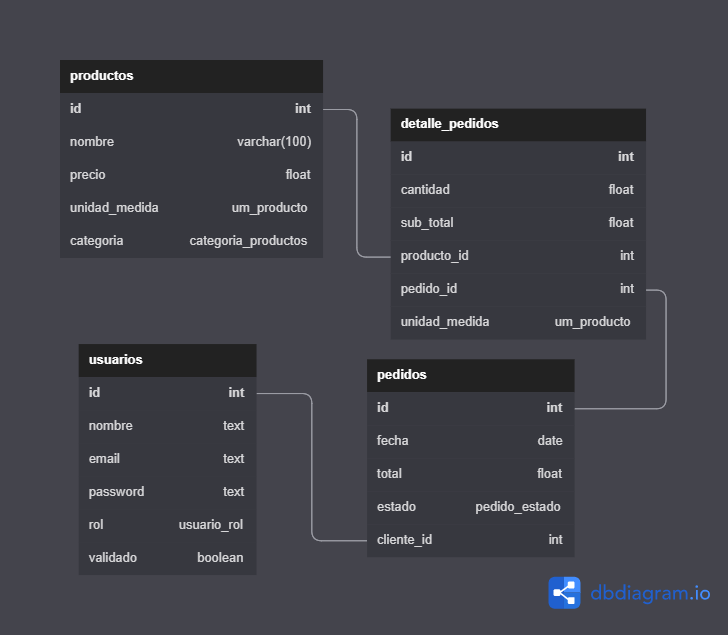 productos
id int
nombre varchar(100)
precio float
unidad_medida um_producto
categoria categoria_productos
detalle_pedidos
id int
cantidad float
sub_total float
producto_id int
pedido_id int
unidad_medida um_producto
usuarios
id int
nombre text
email text
password text
rol usuario_rol
validado boolean
pedidos
id int
fecha date
total float
estado pedido_estado
cliente_id int
dbdiagram.io